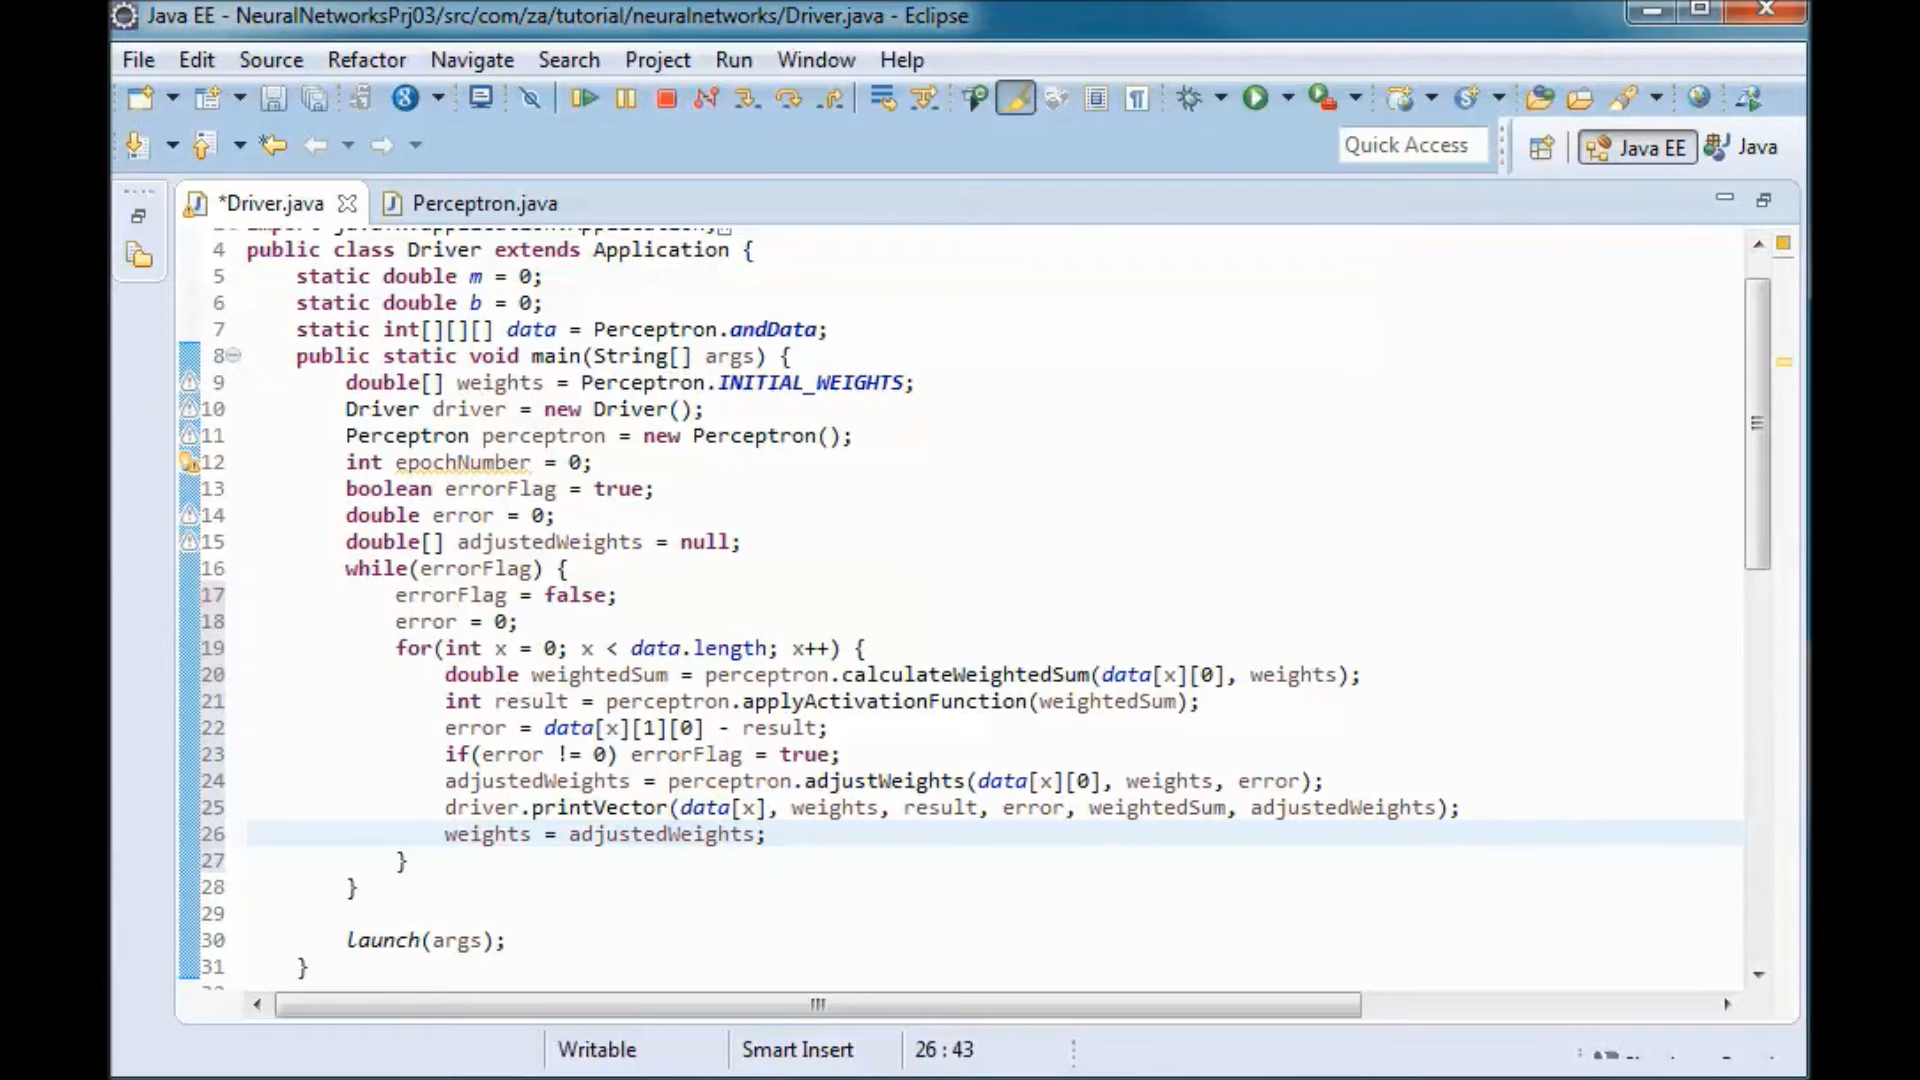 Java EE - NeuralNetworksPrj03/src/com/za/tutorial/neuralnetworks/Driver.java - Eclipse
File Edit Source Refactor Navigate Search Project Run Window Help
Quick Access Java EE Java
*Driver.java Perceptron.java
4 public class Driver extends Application {
5 static double m = 0;
6 static double b = 0;
7 static int[][][] data = Perceptron.andData;
8 public static void main(String[] args) {
9 double[] weights = Perceptron.INITIAL_WEIGHTS;
10 Driver driver = new Driver();
11 Perceptron perceptron = new Perceptron();
12 int epochNumber = 0;
13 boolean errorFlag = true;
14 double error = 0;
15 double[] adjustedWeights = null;
16 while(errorFlag) {
17 errorFlag = false;
18 error = 0;
19 for(int x = 0; x < data.length; x++) {
20 double weightedSum = perceptron.calculateWeightedSum(data[x][0], weights);
21 int result = perceptron.applyActivationFunction(weightedSum);
22 error = data[x][1][0] - result;
23 if(error != 0) errorFlag = true;
24 adjustedWeights = perceptron.adjustWeights(data[x][0], weights, error);
25 driver.printVector(data[x], weights, result, error, weightedSum, adjustedWeights);
26 weights = adjustedWeights;
27 }
28 }
29
30 launch(args);
31 }
Writable Smart Insert 26 : 43